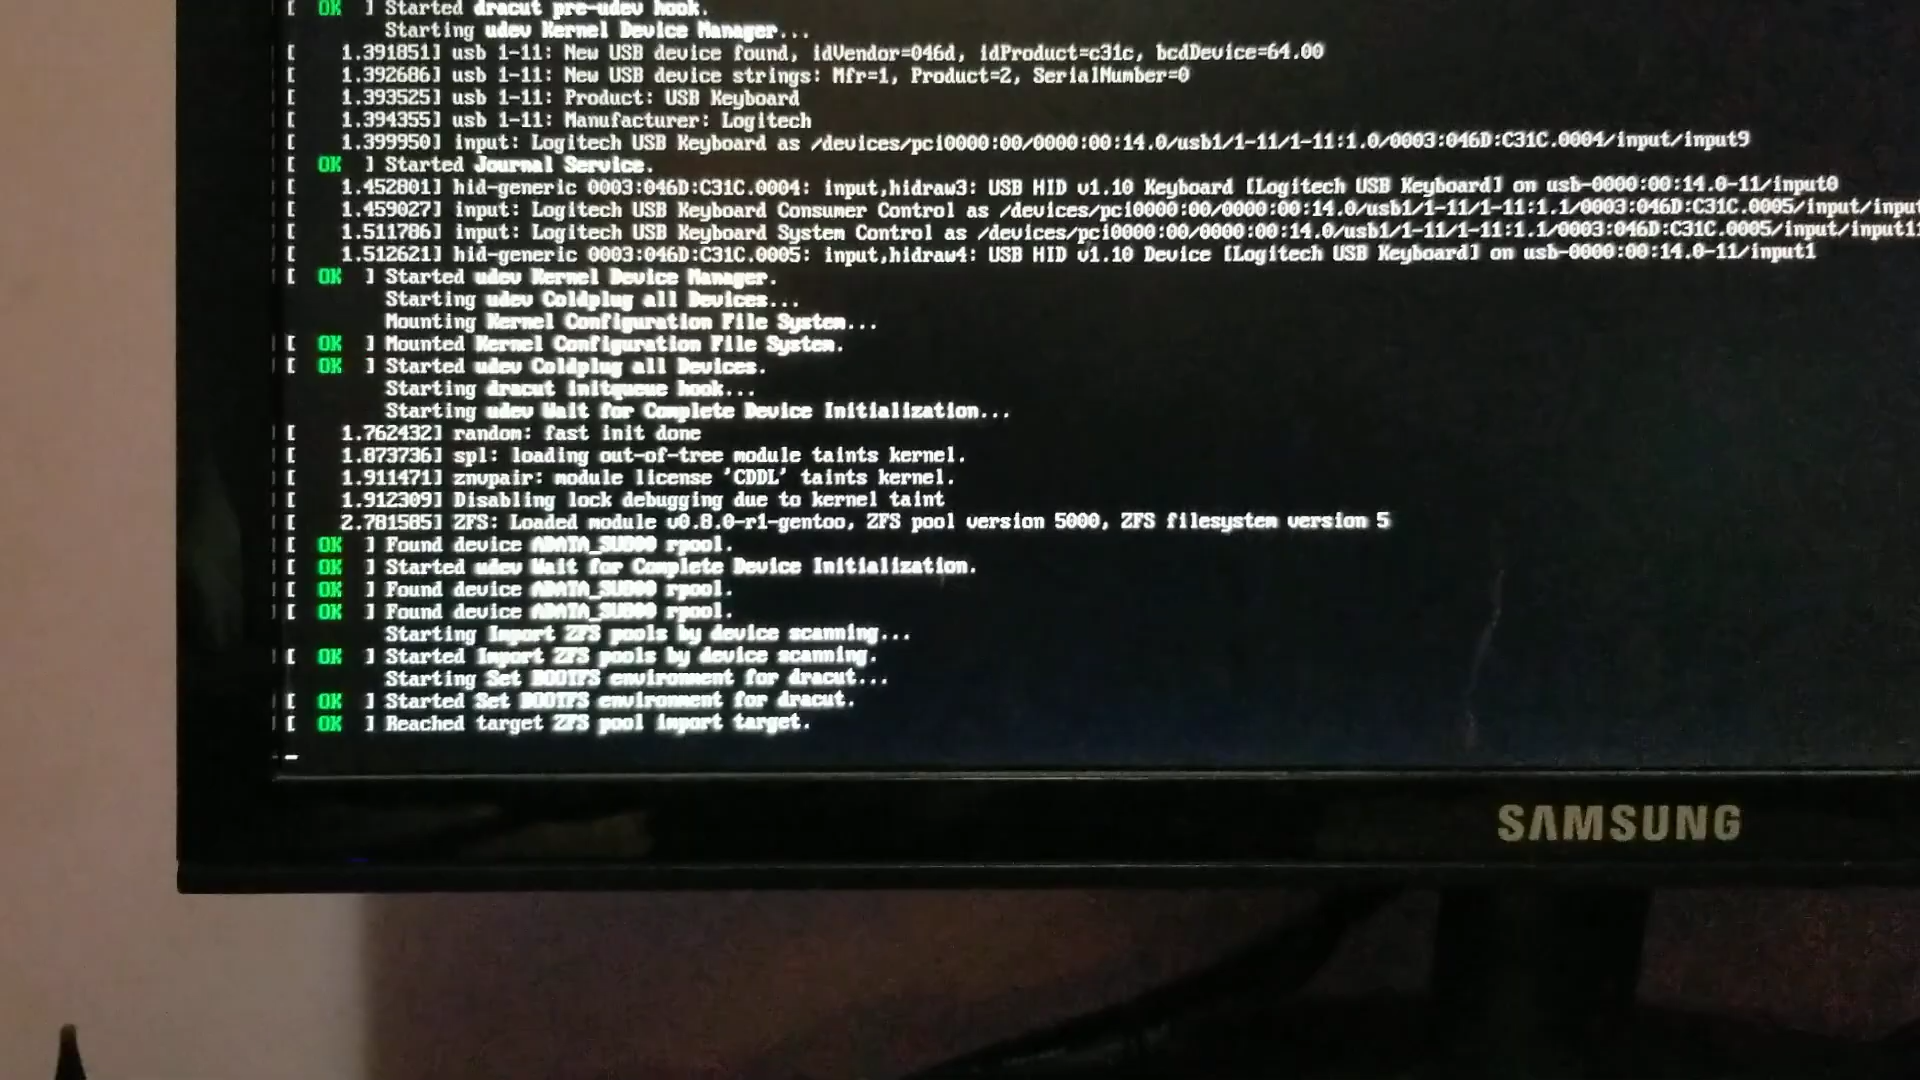 [  OK  ] Started dracut pre-udev hook.
Starting udev Kernel Device Manager...
[    1.391851] usb 1-11: New USB device found, idVendor=046d, idProduct=c31c, bcdDevice=64.00
[    1.392686] usb 1-11: New USB device strings: Mfr=1, Product=2, SerialNumber=0
[    1.393525] usb 1-11: Product: USB Keyboard
[    1.394355] usb 1-11: Manufacturer: Logitech
[    1.399950] input: Logitech USB Keyboard as /devices/pci0000:00/0000:00:14.0/usb1/1-11/1-11:1.0/0003:046D:C31C.0004/input/input9
[  OK  ] Started Journal Service.
[    1.452801] hid-generic 0003:046D:C31C.0004: input,hidraw3: USB HID v1.10 Keyboard [Logitech USB Keyboard] on usb-0000:00:14.0-11/input0
[    1.459027] input: Logitech USB Keyboard Consumer Control as /devices/pci0000:00/0000:00:14.0/usb1/1-11/1-11:1.1/0003:046D:C31C.0005/input/input
[    1.511786] input: Logitech USB Keyboard System Control as /devices/pci0000:00/0000:00:14.0/usb1/1-11/1-11:1.1/0003:046D:C31C.0005/input/input11
[    1.512621] hid-generic 0003:046D:C31C.0005: input,hidraw4: USB HID v1.10 Device [Logitech USB Keyboard] on usb-0000:00:14.0-11/input1
[  OK  ] Started udev Kernel Device Manager.
Starting udev Coldplug all Devices...
Mounting Kernel Configuration File System...
[  OK  ] Mounted Kernel Configuration File System.
[  OK  ] Started udev Coldplug all Devices.
Starting dracut initqueue hook...
Starting udev Wait for Complete Device Initialization...
[    1.762432] random: fast init done
[    1.873736] spl: loading out-of-tree module taints kernel.
[    1.911471] znvpair: module license 'CDDL' taints kernel.
[    1.912309] Disabling lock debugging due to kernel taint
[    2.781585] ZFS: Loaded module v0.8.0-r1-gentoo, ZFS pool version 5000, ZFS filesystem version 5
[  OK  ] Found device ADATA_SU800 rpool.
[  OK  ] Started udev Wait for Complete Device Initialization.
[  OK  ] Found device ADATA_SU800 rpool.
[  OK  ] Found device ADATA_SU800 rpool.
Starting Import ZFS pools by device scanning...
[  OK  ] Started Import ZFS pools by device scanning.
Starting Set BOOTFS environment for dracut...
[  OK  ] Started Set BOOTFS environment for dracut.
[  OK  ] Reached target ZFS pool import target.
SAMSUNG